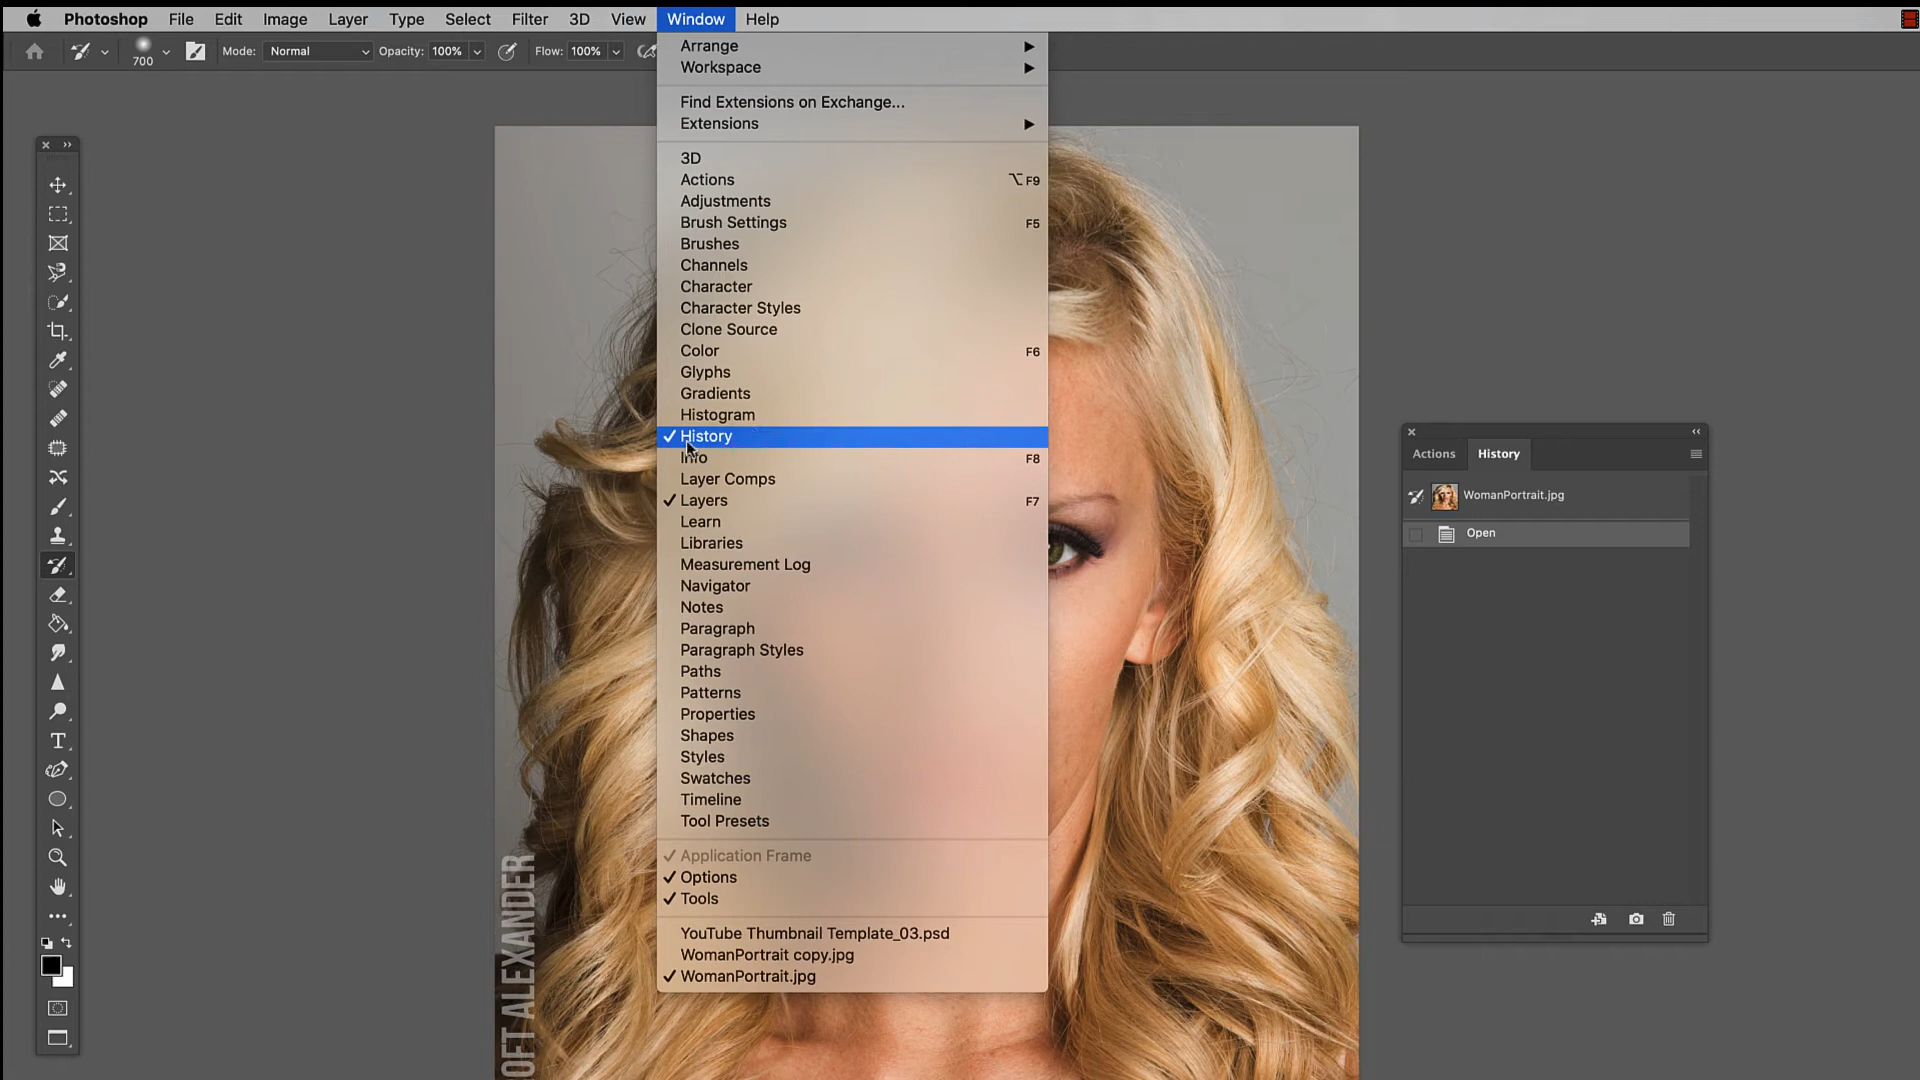 Photoshop File Edit Image Layer Type Select Filter 3D View Window Help
700 Mode: Normal Opacity: 100% Flow: 100%
Arrange
Workspace
Find Extensions on Exchange...
Extensions
3D
Actions ⌥ F9
Adjustments
Brush Settings F5
Brushes
Channels
Character
Character Styles
Clone Source
Color F6
Glyphs
Gradients
Histogram
✓ History
Info F8
Layer Comps
✓ Layers F7
Learn
Libraries
Measurement Log
Navigator
Notes
Paragraph
Paragraph Styles
Paths
Patterns
Properties
Shapes
Styles
Swatches
Timeline
Tool Presets
✓ Application Frame
✓ Options
✓ Tools
YouTube Thumbnail Template_03.psd
WomanPortrait copy.jpg
✓ WomanPortrait.jpg
Actions History
WomanPortrait.jpg
Open
OFT ALEXANDER